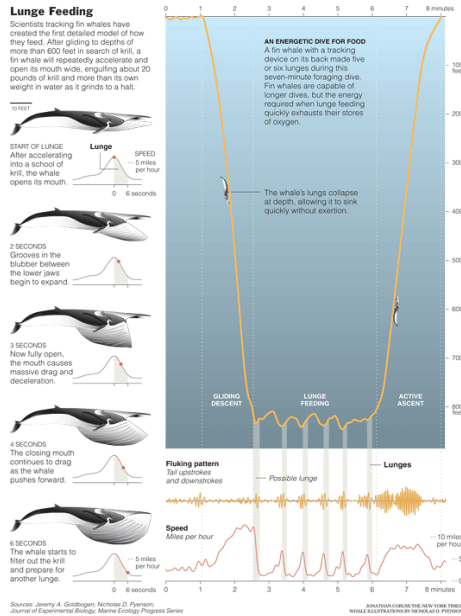 Lunge Feeding
Scientists tracking fin whales have
created the first detailed model of how
they feed. After gliding to depths of
more than 600 feet in search of krill, a
fin whale will repeatedly accelerate and
open its mouth wide, engulfing about 20
pounds of krill and more than its own
weight in water as it grinds to a halt.
10 FEET
START OF LUNGE
After accelerating
into a school of
krill, the whale
opens its mouth.
Lunge
SPEED
5 miles
per hour
0 6 seconds
2 SECONDS
Grooves in the
blubber between
the lower jaws
begin to expand.
3 SECONDS
Now fully open,
the mouth causes
massive drag and
deceleration.
4 SECONDS
The closing mouth
continues to drag
as the whale
pushes forward.
6 SECONDS
The whale starts to
filter out the krill
and prepare for
another lunge.
5 miles
per hour
0 6 seconds
0 1 2 3 4 5 6 7 8 minutes
AN ENERGETIC DIVE FOR FOOD
A fin whale with a tracking
device on its back made five
or six lunges during this
seven-minute foraging dive.
Fin whales are capable of
longer dives, but the energy
required when lunge feeding
quickly exhausts their stores
of oxygen.
The whale's lungs collapse
at depth, allowing it to sink
quickly without exertion.
200
300
GLIDING
DESCENT
LUNGE
FEEDING
ACTIVE
ASCENT
Fluking pattern
Tail upstrokes
and downstrokes
Possible lunge
Lunges
Speed
Miles per hour
10 miles
0 1 2 3 4 5 6 7 8 minutes
Sources: Jeremy A. Goldbogen; Nicholas D. Pyenson;
Journal of Experimental Biology; Marine Ecology Progress Series
JONATHAN CORUM/THE NEW YORK TIMES
WHALE ILLUSTRATIONS BY NICHOLAS D. PYENSON